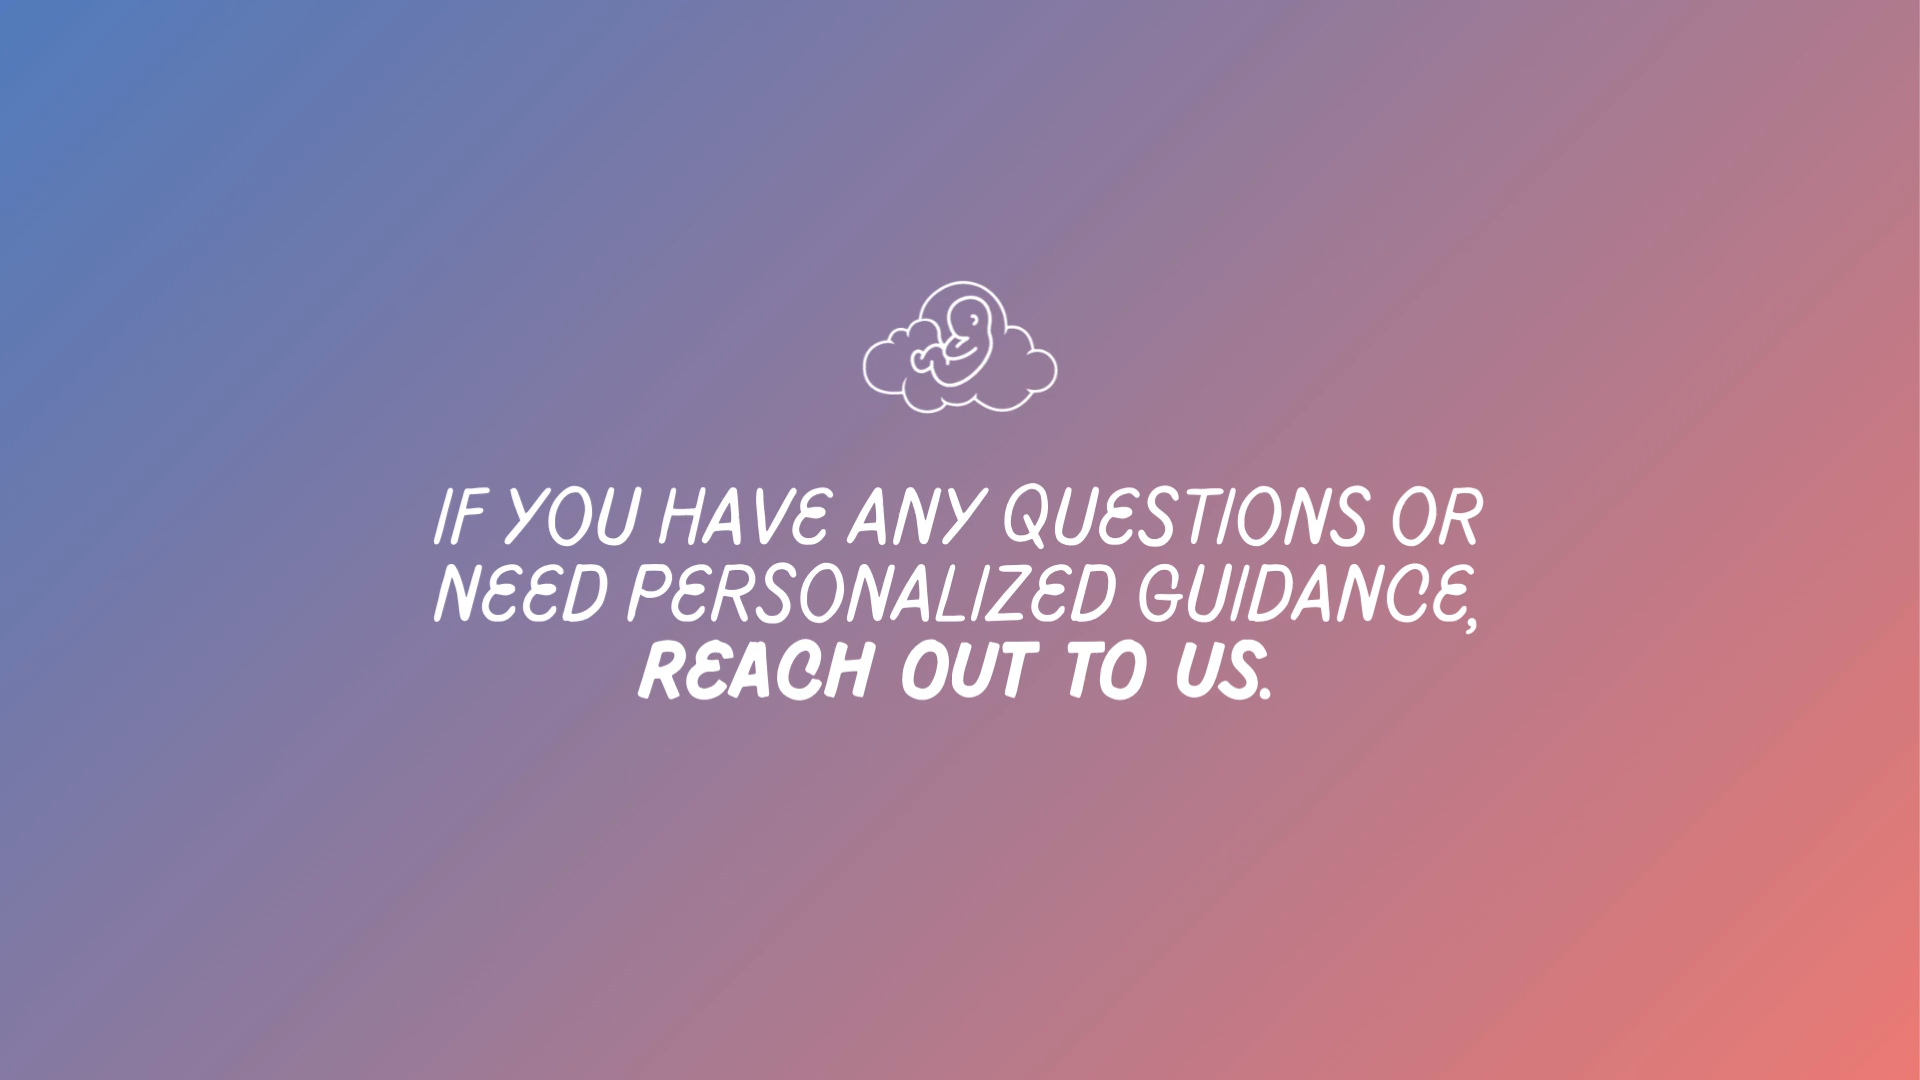 IF YOU HAVE ANY QUESTIONS OR
NEED PERSONALIZED GUIDANCE,
REACH OUT TO US.